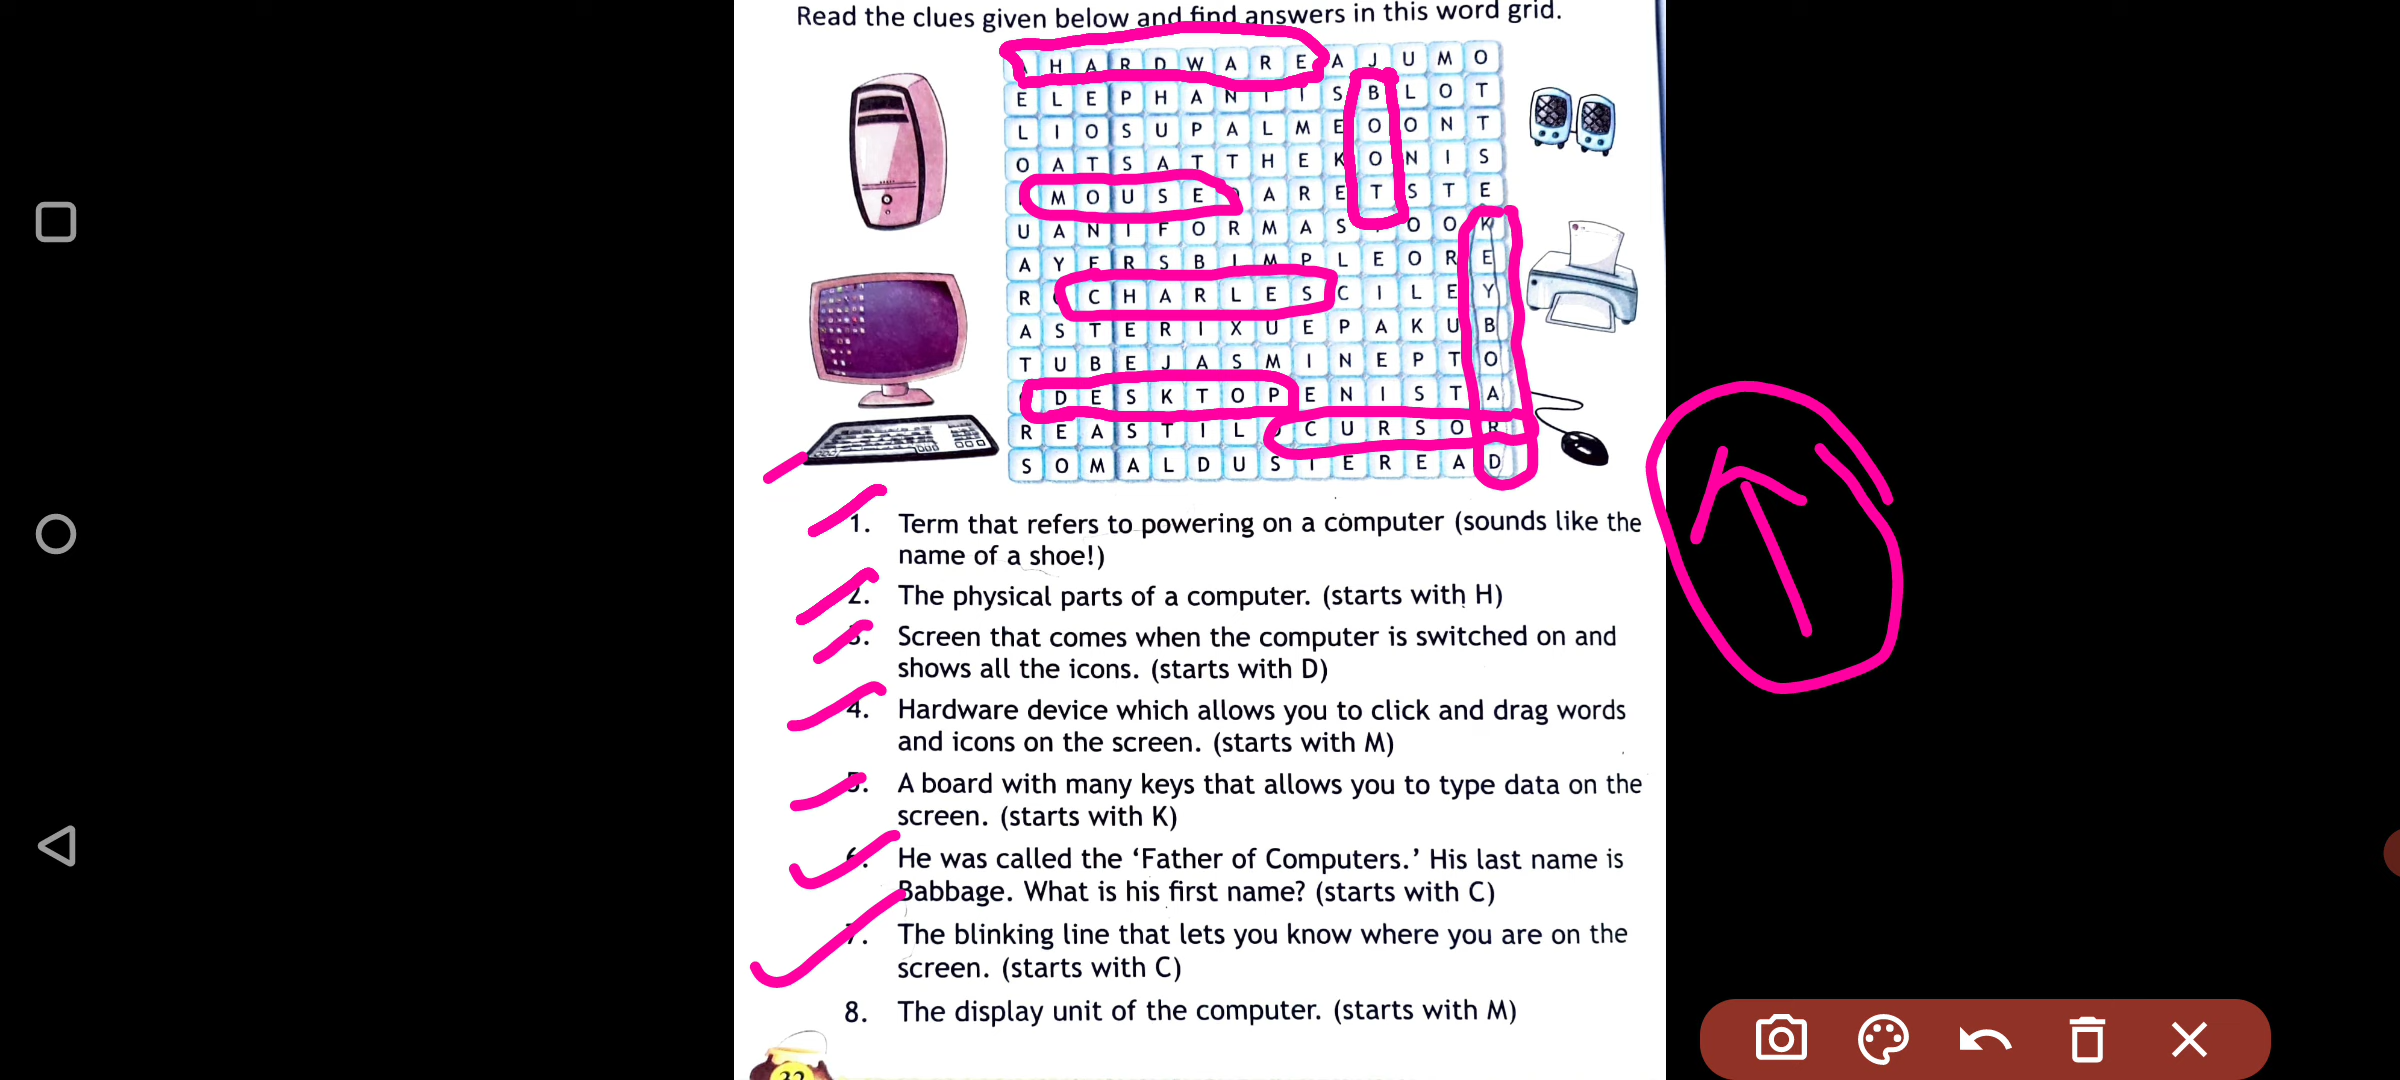 Read the clues given below and find answers in this word grid.
H A R D W A R E A J U M O
E L E P H A N T T S B L O T
L I O S U P A L M E O O N T
O A T S A T T H E K O N I S
M O U S E A R E T S T E
U A N I F O R M A S O O K
A Y E R S B I M P L E O R E
R C H A R L E S C I L E Y
A S T E R I X U E P A K U B
T U B E J A S M I N E P T O
D E S K T O P E N I S T A
R E A S T I L C U R S O R
S O M A L D U S T E R E A D
1. Term that refers to powering on a computer (sounds like the
name of a shoe!)
2. The physical parts of a computer. (starts with H)
3. Screen that comes when the computer is switched on and
shows all the icons. (starts with D)
4. Hardware device which allows you to click and drag words
and icons on the screen. (starts with M)
5. A board with many keys that allows you to type data on the
screen. (starts with K)
6. He was called the ‘Father of Computers.’ His last name is
Babbage. What is his first name? (starts with C)
7. The blinking line that lets you know where you are on the
screen. (starts with C)
8. The display unit of the computer. (starts with M)
32